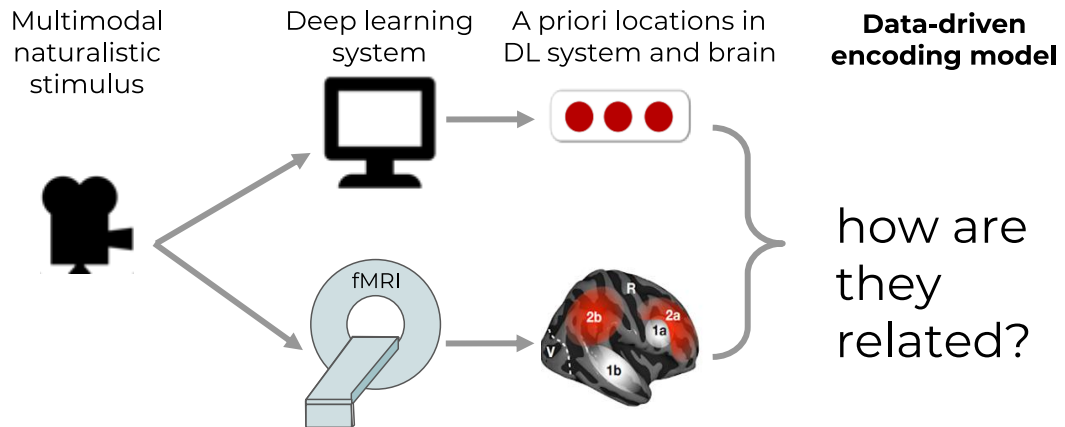 Multimodal
naturalistic
stimulus
Deep learning
system
A priori locations in
DL system and brain
Data-driven
encoding model
fMRI
R
2b
2a
1a
V
1b
how are
they
related?